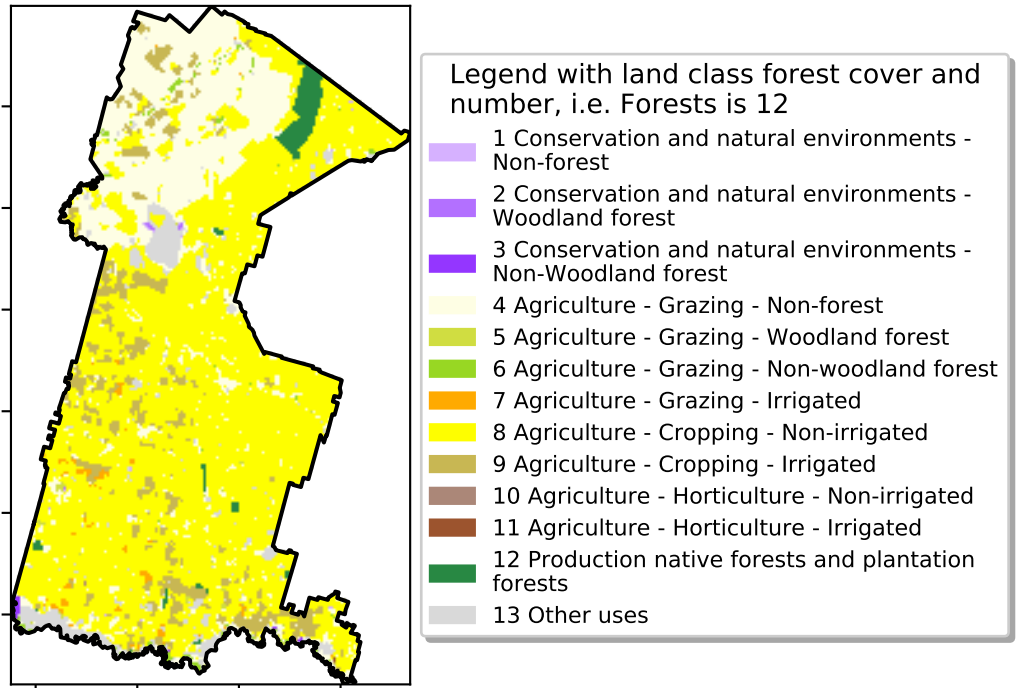 Legend with land class forest cover and
number, i.e. Forests is 12
1 Conservation and natural environments -
Non-forest
2 Conservation and natural environments -
Woodland forest
3 Conservation and natural environments -
Non-Woodland forest
4 Agriculture - Grazing - Non-forest
5 Agriculture - Grazing - Woodland forest
6 Agriculture - Grazing - Non-woodland forest
7 Agriculture - Grazing - Irrigated
8 Agriculture - Cropping - Non-irrigated
9 Agriculture - Cropping - Irrigated
10 Agriculture - Horticulture - Non-irrigated
11 Agriculture - Horticulture - Irrigated
12 Production native forests and plantation
forests
13 Other uses